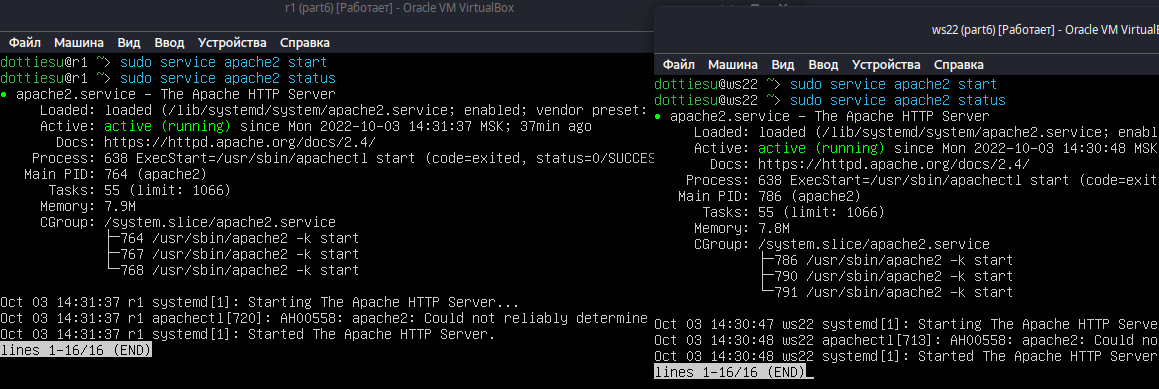 r1 (part6) [Работает] - Oracle VM VirtualBox
Файл Машина Вид Ввод Устройства Справка
dottiesu@r1 ~> sudo service apache2 start
dottiesu@r1 ~> sudo service apache2 status
● apache2.service - The Apache HTTP Server
Loaded: loaded (/lib/systemd/system/apache2.service; enabled; vendor preset:
Active: active (running) since Mon 2022-10-03 14:31:37 MSK; 37min ago
Docs: https://httpd.apache.org/docs/2.4/
Process: 638 ExecStart=/usr/sbin/apachectl start (code=exited, status=0/SUCCES
Main PID: 764 (apache2)
Tasks: 55 (limit: 1066)
Memory: 7.9M
CGroup: /system.slice/apache2.service
├─764 /usr/sbin/apache2 -k start
├─767 /usr/sbin/apache2 -k start
└─768 /usr/sbin/apache2 -k start
Oct 03 14:31:37 r1 systemd[1]: Starting The Apache HTTP Server...
Oct 03 14:31:37 r1 apachectl[720]: AH00558: apache2: Could not reliably determine
Oct 03 14:31:37 r1 systemd[1]: Started The Apache HTTP Server.
lines 1-16/16 (END)
ws22 (part6) [Работает] - Oracle VM VirtualB
Файл Машина Вид Ввод Устройства Справка
dottiesu@ws22 ~> sudo service apache2 start
dottiesu@ws22 ~> sudo service apache2 status
● apache2.service - The Apache HTTP Server
Loaded: loaded (/lib/systemd/system/apache2.service; enabl
Active: active (running) since Mon 2022-10-03 14:30:48 MSK
Docs: https://httpd.apache.org/docs/2.4/
Process: 638 ExecStart=/usr/sbin/apachectl start (code=exit
Main PID: 786 (apache2)
Tasks: 55 (limit: 1066)
Memory: 7.8M
CGroup: /system.slice/apache2.service
├─786 /usr/sbin/apache2 -k start
├─790 /usr/sbin/apache2 -k start
└─791 /usr/sbin/apache2 -k start
Oct 03 14:30:47 ws22 systemd[1]: Starting The Apache HTTP Serve
Oct 03 14:30:48 ws22 apachectl[713]: AH00558: apache2: Could no
Oct 03 14:30:48 ws22 systemd[1]: Started The Apache HTTP Server
lines 1-16/16 (END)